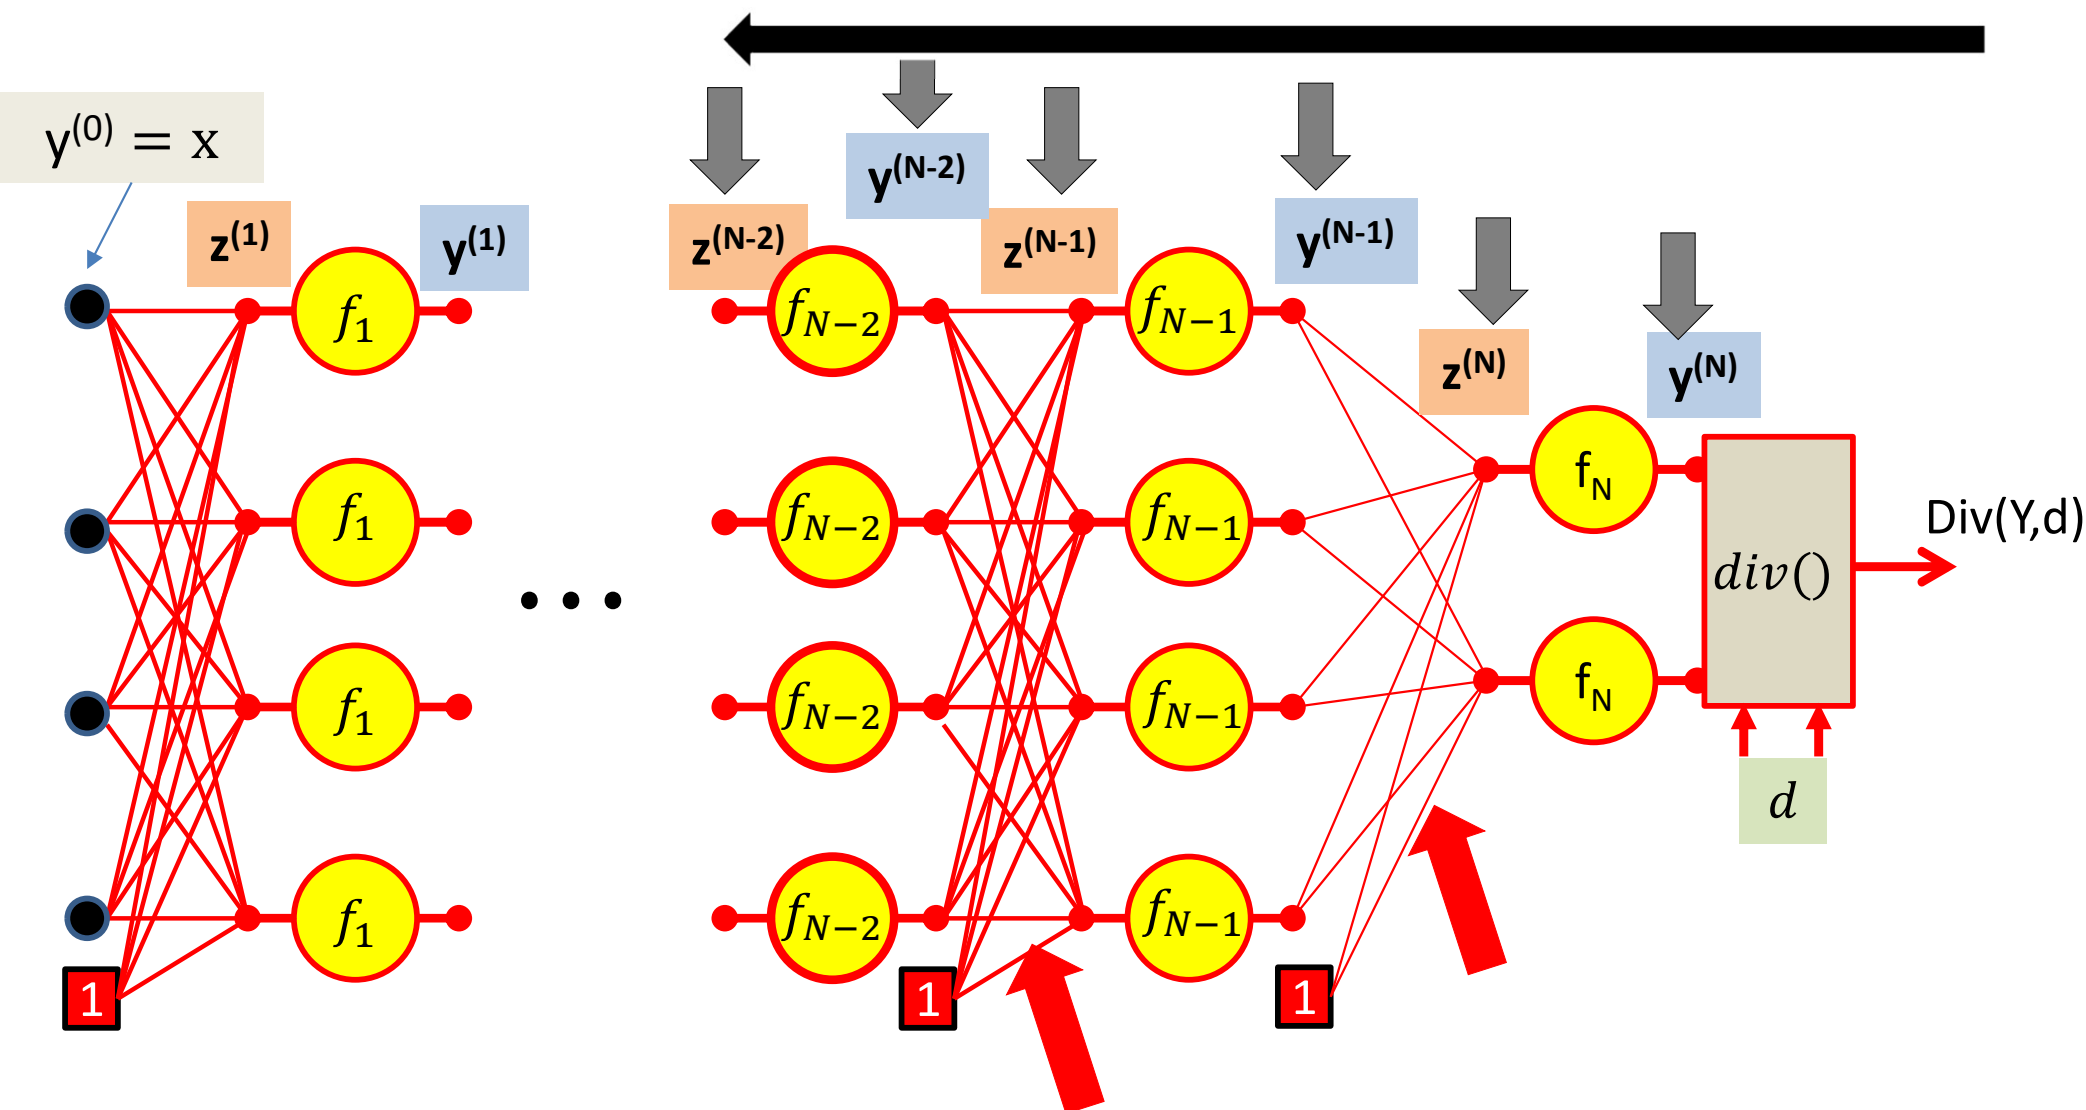 y(0) = x
z(1)
y(1)
z(N-2)
y(N-2)
z(N-1)
y(N-1)
z(N)
y(N)
f1
fN−2
fN−1
fN
f1
fN−2
fN−1
fN
f1
fN−2
fN−1
f1
fN−2
fN−1
div()
Div(Y,d)
d
1
1
1